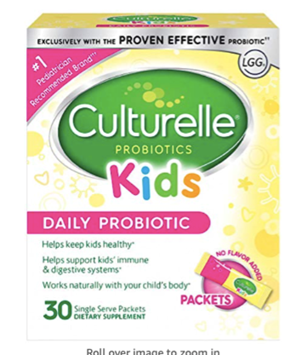 EXCLUSIVELY WITH THE PROVEN EFFECTIVE PROBIOTIC**
#1
Pediatrician
Recommended Brand***
LGG®
Culturelle®
PROBIOTICS
Kids
DAILY PROBIOTIC
Helps keep kids healthy*
Helps support kids' immune
& digestive systems*
Works naturally with your child's body*
NO FLAVOR ADDED
PACKETS
30 Single Serve Packets
DIETARY SUPPLEMENT
Roll over image to zoom in